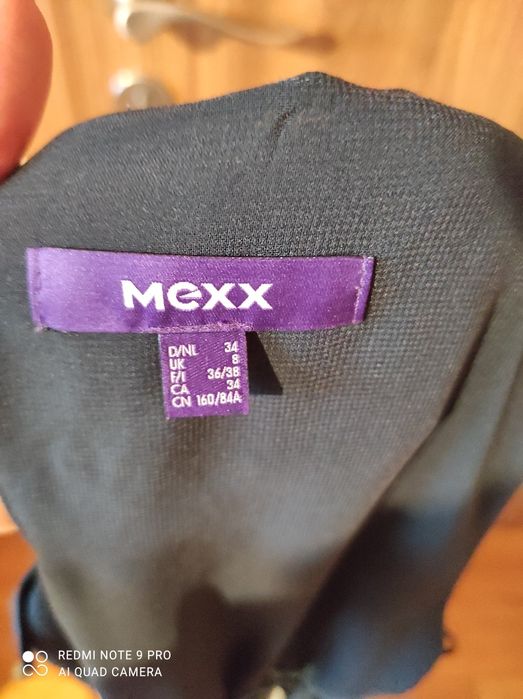 Mexx
D/NL 34
UK 8
F/I 36/38
CA 34
CN 160/84A
REDMI NOTE 9 PRO
AI QUAD CAMERA